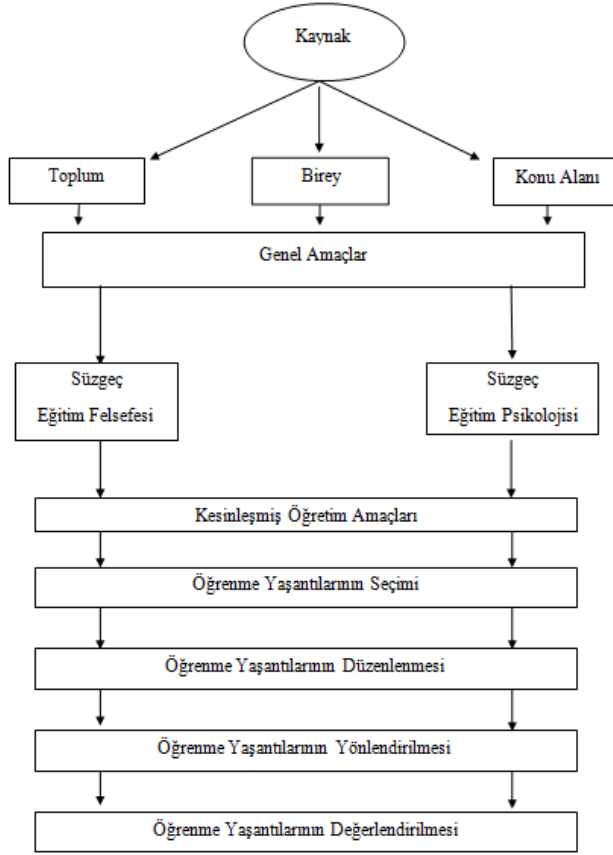 Kaynak
Toplum
Birey
Konu Alanı
Genel Amaçlar
Süzgeç
Eğitim Felsefesi
Süzgeç
Eğitim Psikolojisi
Kesinleşmiş Öğretim Amaçları
Öğrenme Yaşantılarının Seçimi
Öğrenme Yaşantılarının Düzenlenmesi
Öğrenme Yaşantılarının Yönlendirilmesi
Öğrenme Yaşantılarının Değerlendirilmesi